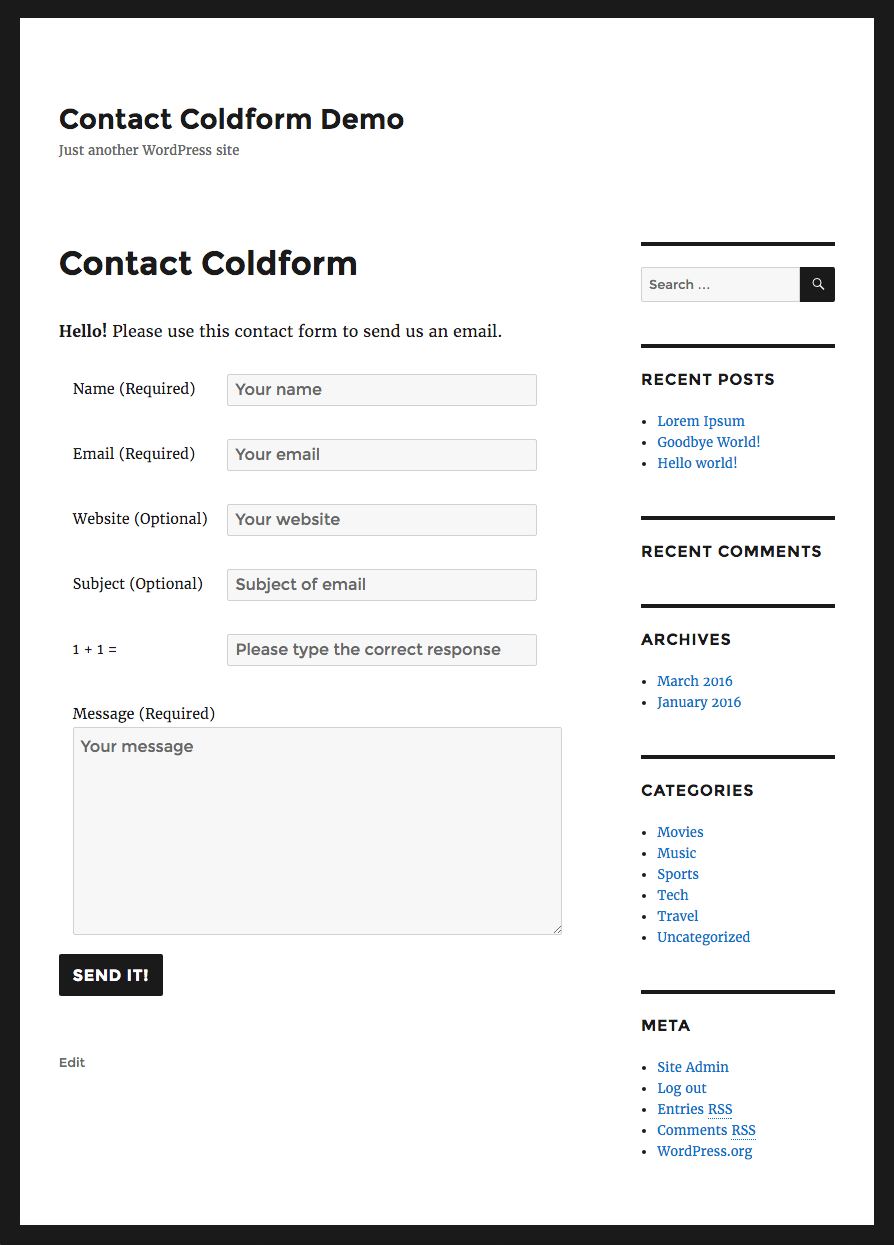 Contact Coldform Demo
Just another WordPress site
Contact Coldform
Hello! Please use this contact form to send us an email.
Name (Required)
Your name
Email (Required)
Your email
Website (Optional)
Your website
Subject (Optional)
Subject of email
1 + 1 =
Please type the correct response
Message (Required)
Your message
SEND IT!
Edit
Search …
RECENT POSTS
Lorem Ipsum
Goodbye World!
Hello world!
RECENT COMMENTS
ARCHIVES
March 2016
January 2016
CATEGORIES
Movies
Music
Sports
Tech
Travel
Uncategorized
META
Site Admin
Log out
Entries RSS
Comments RSS
WordPress.org